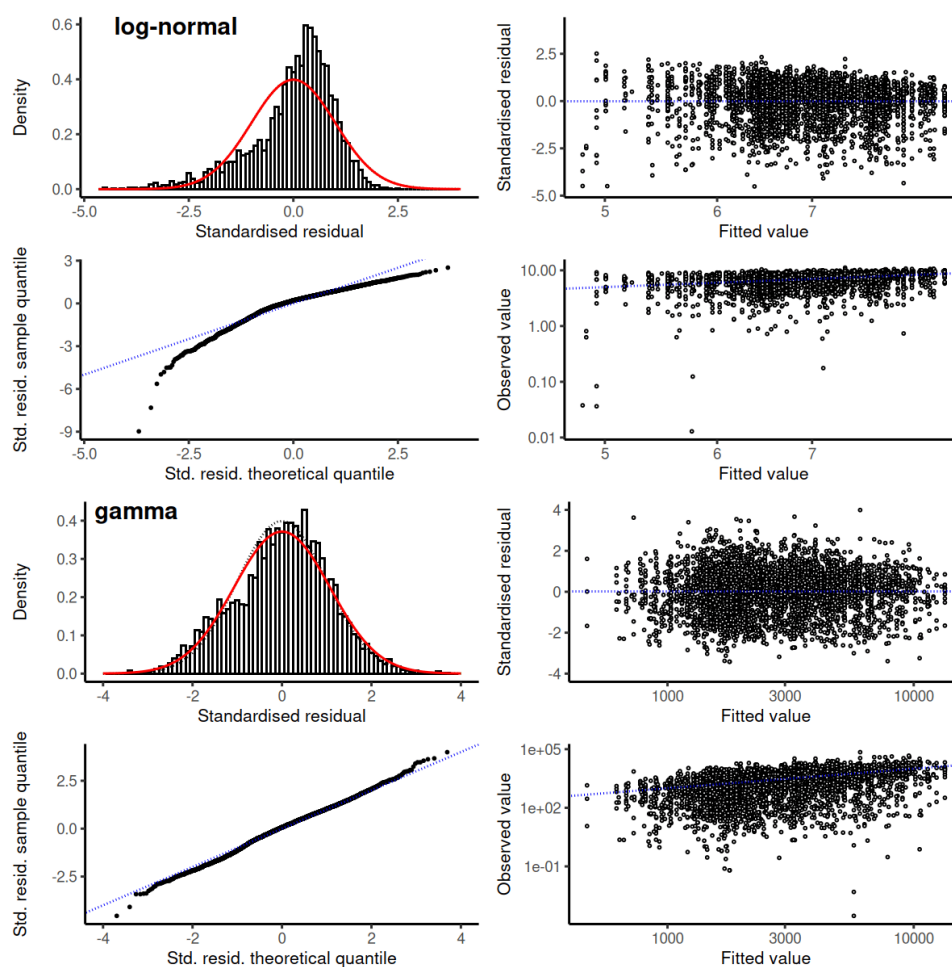 log-normal
0.6
0.4
0.2
0.0
Density
-5.0 -2.5 0.0 2.5
Standardised residual
2.5
0.0
-2.5
-5.0
Standardised residual
5 6 7
Fitted value
3
0
-3
-6
-9
Std. resid. sample quantile
-5.0 -2.5 0.0 2.5
Std. resid. theoretical quantile
10.00
1.00
0.10
0.01
Observed value
5 6 7
Fitted value
gamma
0.4
0.3
0.2
0.1
0.0
Density
-4 -2 0 2 4
Standardised residual
4
2
0
-2
-4
Standardised residual
1000 3000 10000
Fitted value
2.5
0.0
-2.5
Std. resid. sample quantile
-4 -2 0 2 4
Std. resid. theoretical quantile
1e+05
1e+02
1e-01
Observed value
1000 3000 10000
Fitted value